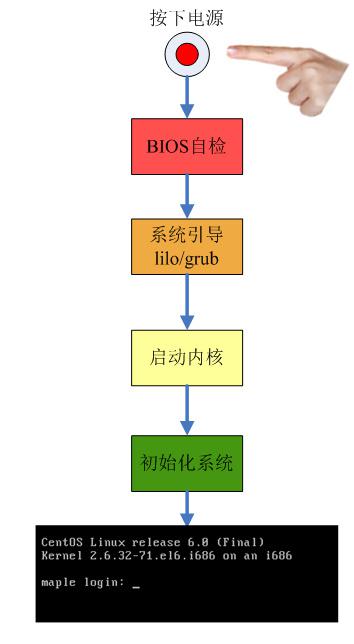 按下电源
BIOS自检
系统引导
lilo/grub
启动内核
初始化系统
CentOS Linux release 6.0 (Final)
Kernel 2.6.32-71.el6.i686 on an i686
maple login: _